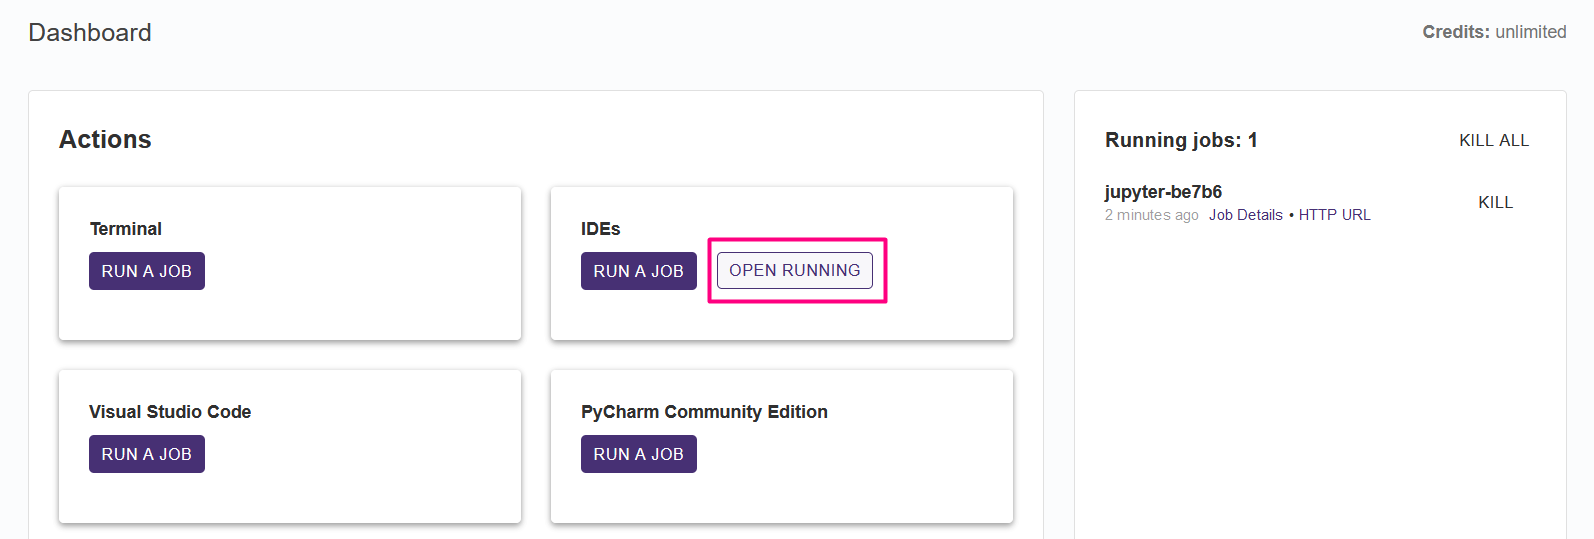 Dashboard
Credits: unlimited
Actions
Terminal
RUN A JOB
IDEs
RUN A JOB
OPEN RUNNING
Visual Studio Code
RUN A JOB
PyCharm Community Edition
RUN A JOB
Running jobs: 1
KILL ALL
jupyter-be7b6
2 minutes ago Job Details • HTTP URL
KILL